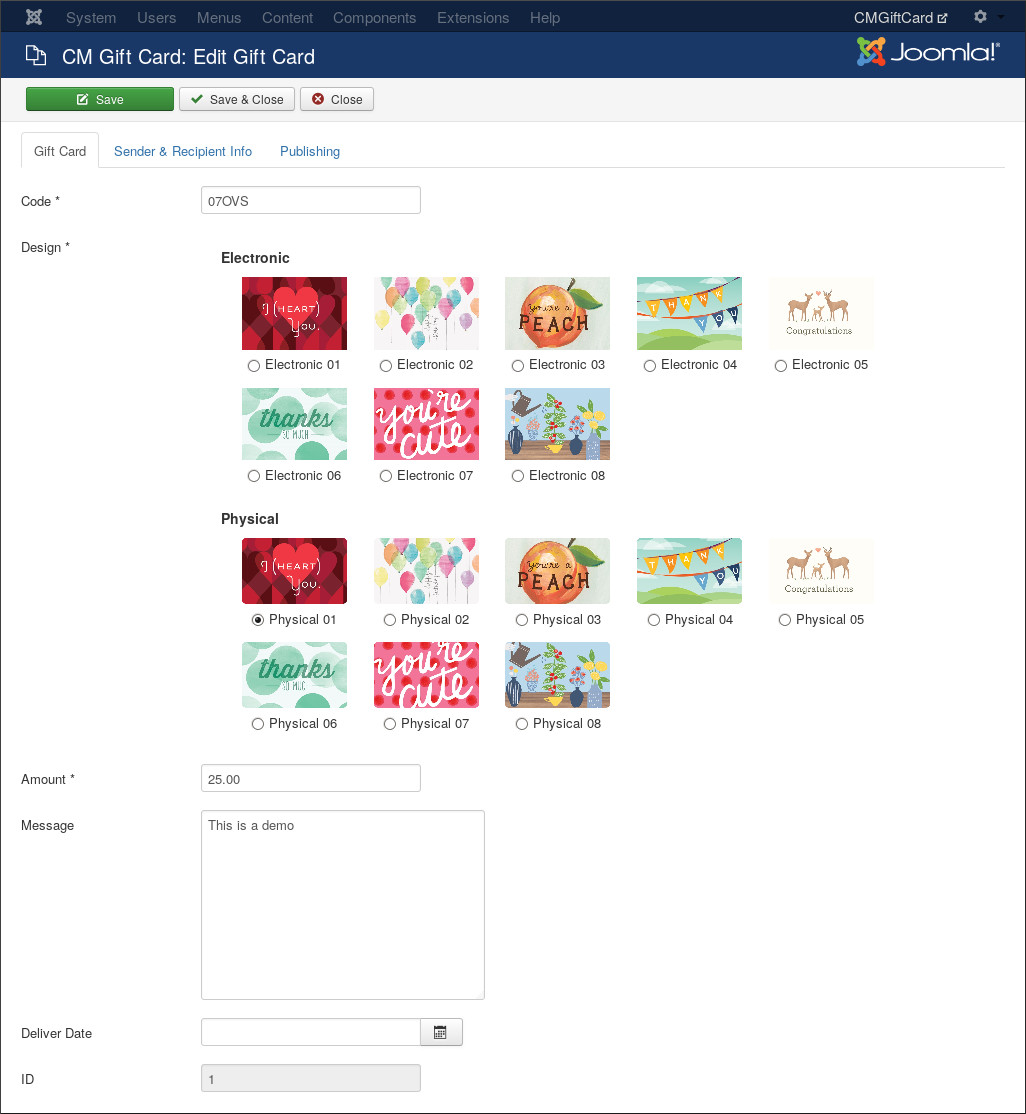 System Users Menus Content Components Extensions Help CMGiftCard
CM Gift Card: Edit Gift Card Joomla!®
Save Save & Close Close
Gift Card Sender & Recipient Info Publishing
Code * 07OVS
Design *
Electronic
I (HEART) You.
you're a PEACH
THANK YOU
Congratulations
Electronic 01 Electronic 02 Electronic 03 Electronic 04 Electronic 05
thanks SO MUCH
you're cute
Electronic 06 Electronic 07 Electronic 08
Physical
I (HEART) You.
you're a PEACH
THANK YOU
Congratulations
Physical 01 Physical 02 Physical 03 Physical 04 Physical 05
thanks SO MUCH
you're cute
Physical 06 Physical 07 Physical 08
Amount * 25.00
Message This is a demo
Deliver Date
ID 1